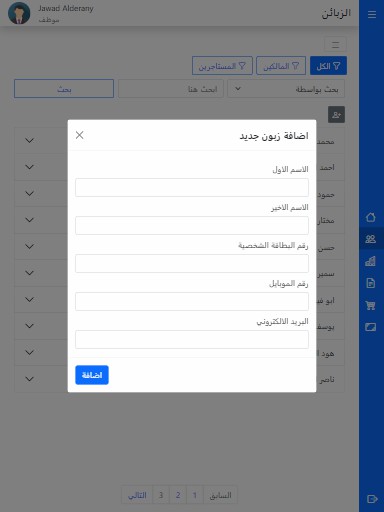 Jawad Alderany
موظف
الزبائن
الكل
المالكين
المستاجرين
بحث بواسطة
ابحث هنا
بحث
اضافة زبون جديد
الاسم الاول
الاسم الاخير
رقم البطاقة الشخصية
رقم الموبايل
البريد الالكتروني
اضافة
محمد
احمد
حمود
مختار
حسن
سمير
ابو في
يوسف
هود ا
ناصر
السابق
1
2
3
التالي